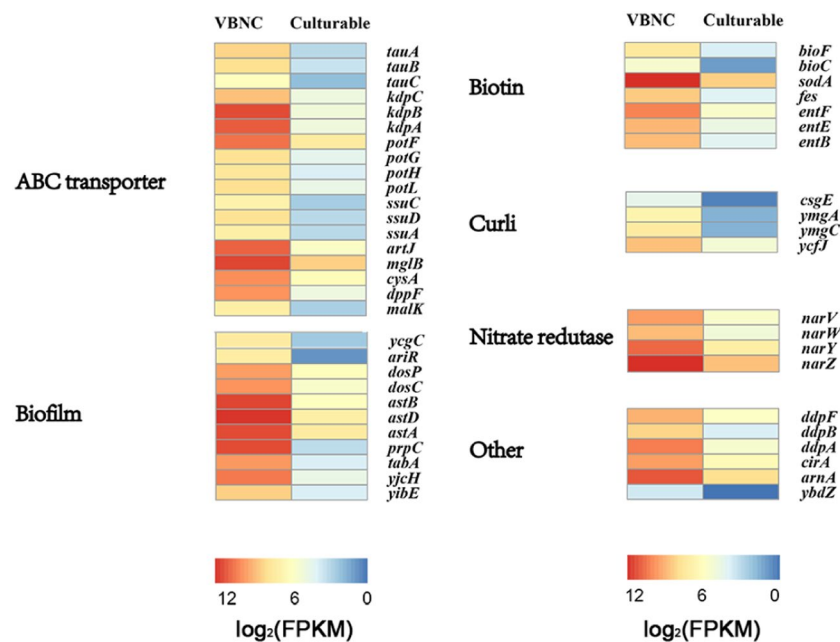 VBNC Culturable
tauA
tauB
tauC
kdpC
kdpB
kdpA
potF
potG
potH
potL
ssuC
ssuD
ssuA
artJ
mglB
cysA
dppF
malK
ABC transporter
ycgC
ariR
dosP
dosC
astB
astD
astA
prpC
tabA
yjcH
yibE
Biofilm
12 6 0
log₂(FPKM)
VBNC Culturable
bioF
bioC
sodA
fes
entF
entE
entB
Biotin
csgE
ymgA
ymgC
ycfJ
Curli
narV
narW
narY
narZ
Nitrate redutase
ddpF
ddpB
ddpA
cirA
arnA
ybdZ
Other
12 6 0
log₂(FPKM)